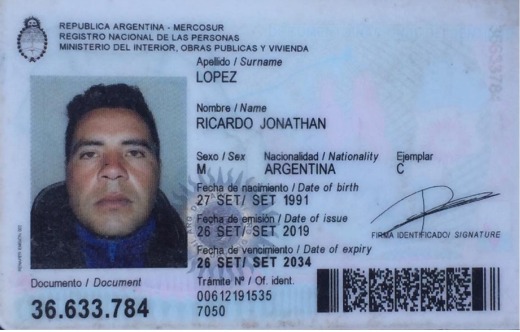 REPUBLICA ARGENTINA - MERCOSUR
REGISTRO NACIONAL DE LAS PERSONAS
MINISTERIO DEL INTERIOR, OBRAS PUBLICAS Y VIVIENDA
Apellido / Surname
LOPEZ
Nombre / Name
RICARDO JONATHAN
Sexo / Sex Nacionalidad / Nationality Ejemplar
M ARGENTINA C
Fecha de nacimiento / Date of birth
27 SET/ SET 1991
Fecha de emisión / Date of issue
26 SET/ SET 2019
FIRMA IDENTIFICADO/ SIGNATURE
Fecha de vencimiento / Date of expiry
26 SET/ SET 2034
Documento / Document
36.633.784
Trámite Nº / Of. ident.
00612191535
7050